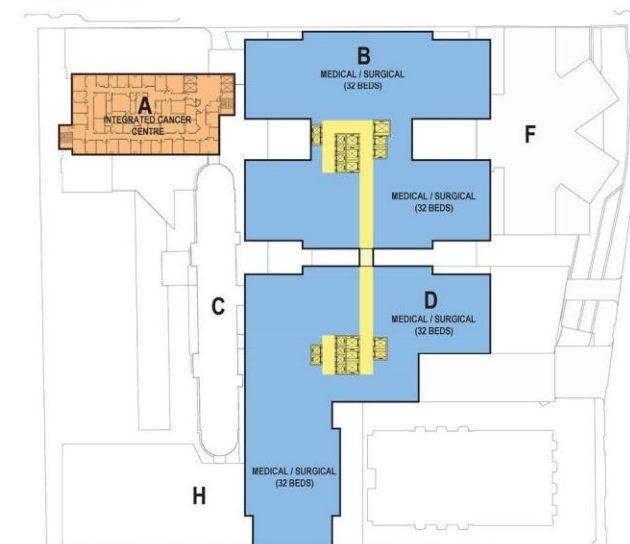 B
MEDICAL / SURGICAL
(32 BEDS)
A
INTEGRATED CANCER
CENTRE
F
MEDICAL / SURGICAL
(32 BEDS)
C
D
MEDICAL / SURGICAL
(32 BEDS)
MEDICAL / SURGICAL
(32 BEDS)
H